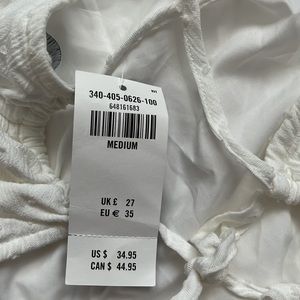 340-405-0626-100
648161683
MEDIUM
UK £ 27
EU € 35
US $ 34.95
CAN $ 44.95